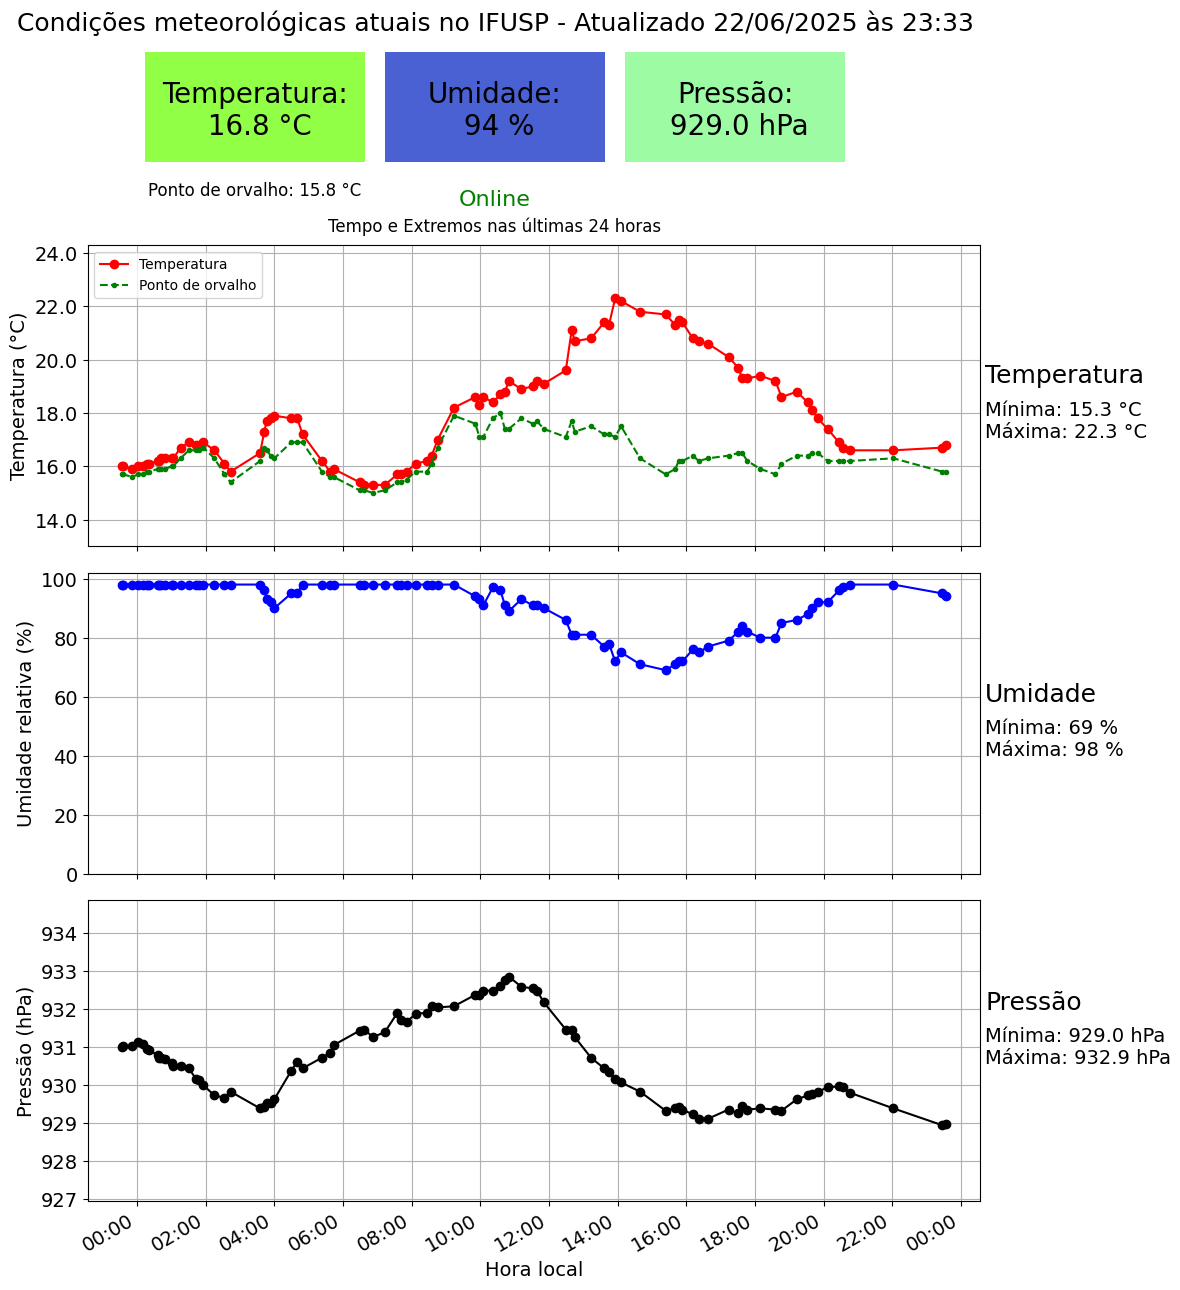 Condições meteorológicas atuais no IFUSP - Atualizado 22/06/2025 às 23:33
Temperatura:
16.8 °C
Umidade:
94 %
Pressão:
929.0 hPa
Ponto de orvalho: 15.8 °C
Online
Tempo e Extremos nas últimas 24 horas
Temperatura (°C)
24.0
22.0
20.0
18.0
16.0
14.0
Temperatura
Ponto de orvalho
Temperatura
Mínima: 15.3 °C
Máxima: 22.3 °C
Umidade relativa (%)
100
80
60
40
20
0
Umidade
Mínima: 69 %
Máxima: 98 %
Pressão (hPa)
934
933
932
931
930
929
928
927
Pressão
Mínima: 929.0 hPa
Máxima: 932.9 hPa
00:00 02:00 04:00 06:00 08:00 10:00 12:00 14:00 16:00 18:00 20:00 22:00 00:00
Hora local